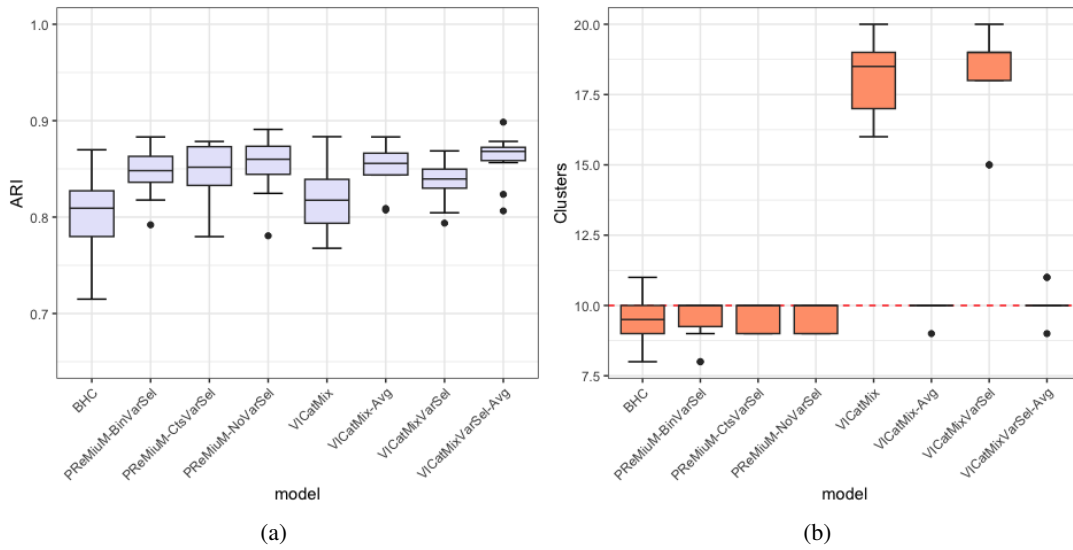 1.0
0.9
0.8
0.7
ARI
BHC
PReMiuM-BinVarSel
PReMiuM-CtsVarSel
PReMiuM-NoVarSel
VICatMix
VICatMix-Avg
VICatMixVarSel
VICatMixVarSel-Avg
model
(a)
20.0
17.5
15.0
12.5
10.0
7.5
Clusters
BHC
PReMiuM-BinVarSel
PReMiuM-CtsVarSel
PReMiuM-NoVarSel
VICatMix
VICatMix-Avg
VICatMixVarSel
VICatMixVarSel-Avg
model
(b)